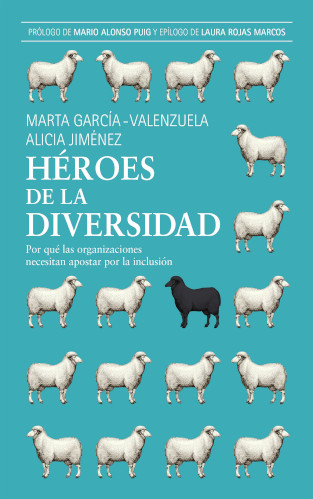 PRÓLOGO DE MARIO ALONSO PUIG Y EPÍLOGO DE LAURA ROJAS MARCOS
MARTA GARCÍA-VALENZUELA
ALICIA JIMÉNEZ
HÉROES
DE LA
DIVERSIDAD
Por qué las organizaciones
necesitan apostar por la inclusión